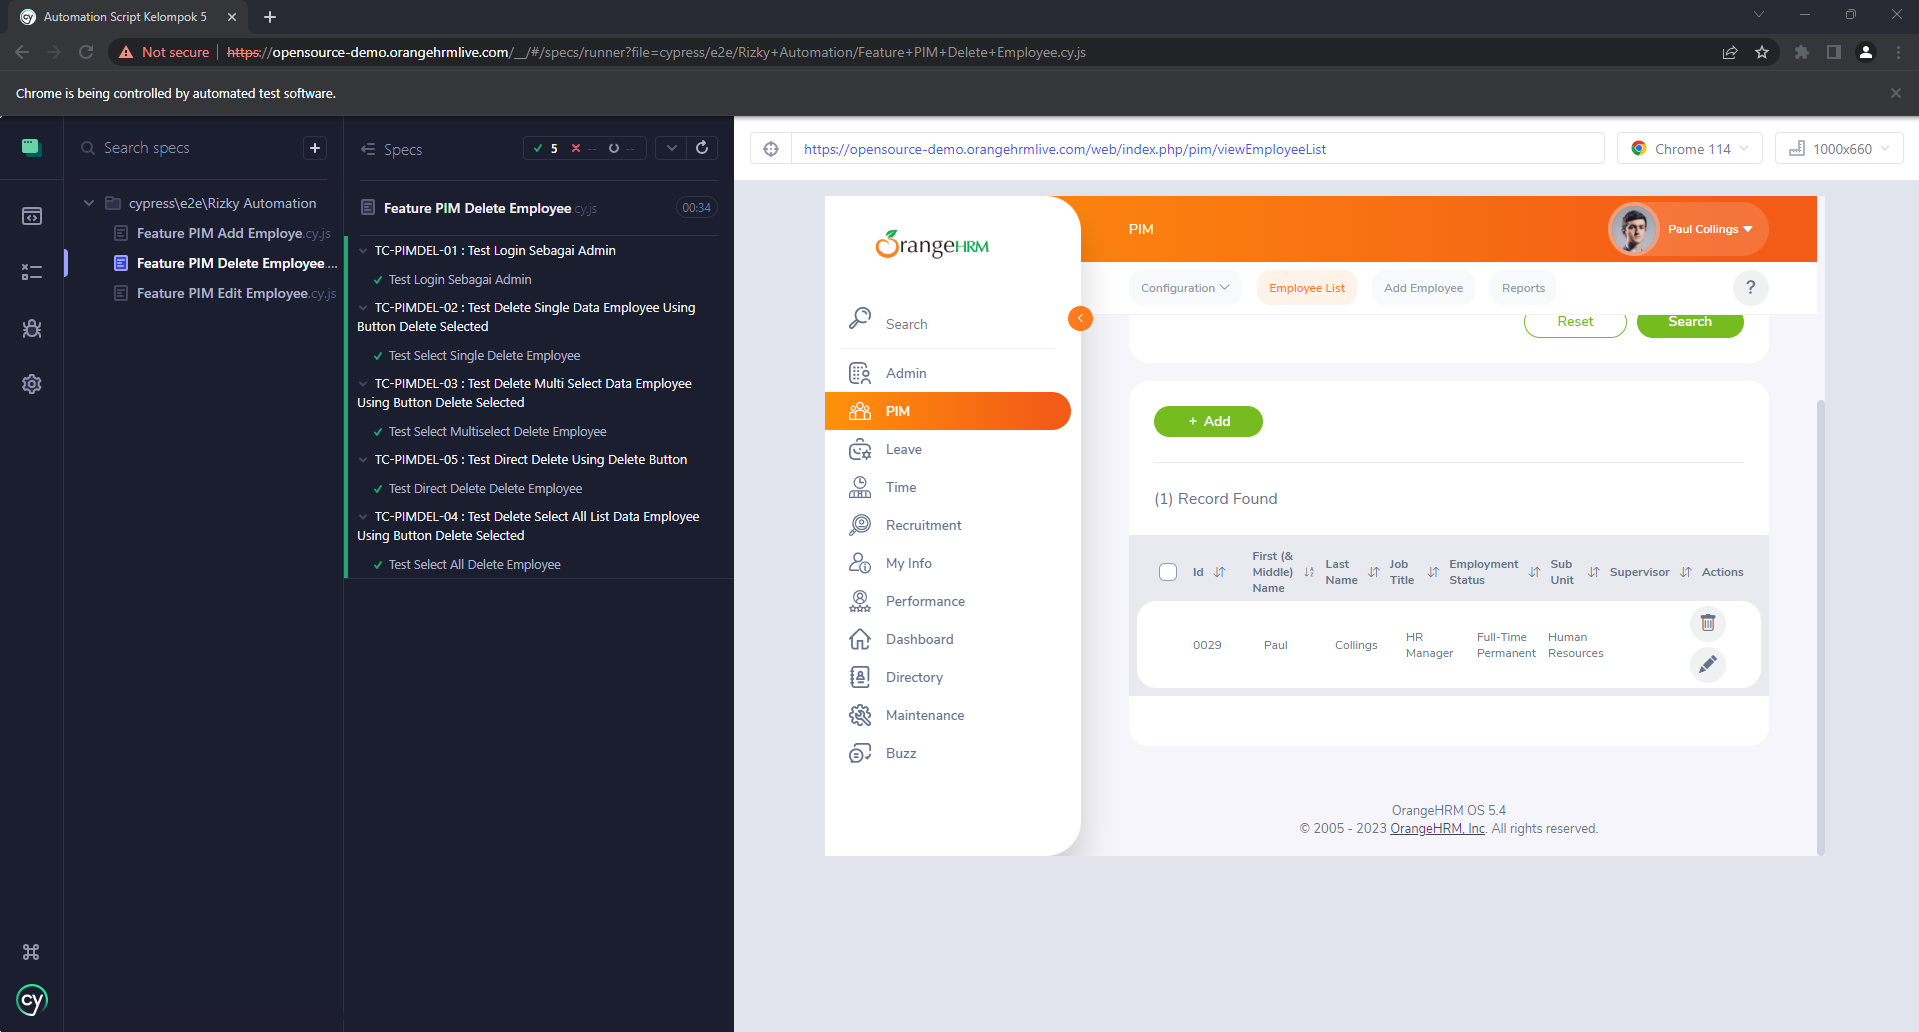 Automation Script Kelompok 5
Not secure
https://opensource-demo.orangehrmlive.com/__/#/specs/runner?file=cypress/e2e/Rizky+Automation/Feature+PIM+Delete+Employee.cy.js
Chrome is being controlled by automated test software.
Search specs
cypress\e2e\Rizky Automation
Feature PIM Add Employe.cy.js
Feature PIM Delete Employee....
Feature PIM Edit Employee.cy.js
cy
Specs
5 -- --
Feature PIM Delete Employee.cy.js 00:34
TC-PIMDEL-01 : Test Login Sebagai Admin
Test Login Sebagai Admin
TC-PIMDEL-02 : Test Delete Single Data Employee Using
Button Delete Selected
Test Select Single Delete Employee
TC-PIMDEL-03 : Test Delete Multi Select Data Employee
Using Button Delete Selected
Test Select Multiselect Delete Employee
TC-PIMDEL-05 : Test Direct Delete Using Delete Button
Test Direct Delete Delete Employee
TC-PIMDEL-04 : Test Delete Select All List Data Employee
Using Button Delete Selected
Test Select All Delete Employee
https://opensource-demo.orangehrmlive.com/web/index.php/pim/viewEmployeeList
Chrome 114
1000x660
OrangeHRM
Search
Admin
PIM
Leave
Time
Recruitment
My Info
Performance
Dashboard
Directory
Maintenance
Buzz
PIM
Paul Collings
Configuration
Employee List
Add Employee
Reports
?
Reset
Search
+ Add
(1) Record Found
Id
First (&
Middle)
Name
Last
Name
Job
Title
Employment
Status
Sub
Unit
Supervisor
Actions
0029
Paul
Collings
HR
Manager
Full-Time
Permanent
Human
Resources
OrangeHRM OS 5.4
© 2005 - 2023 OrangeHRM, Inc. All rights reserved.